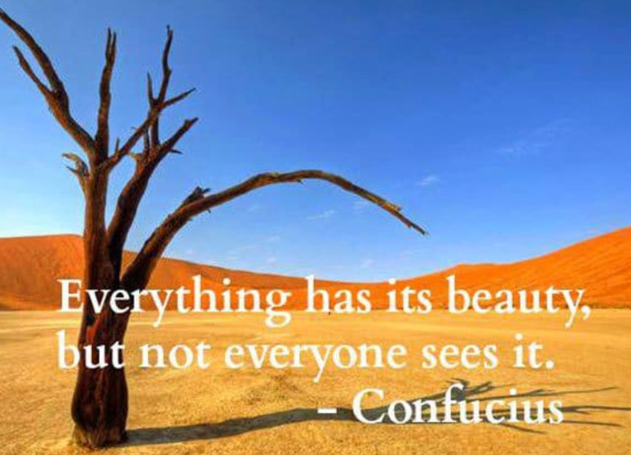 Everything has its beauty,
but not everyone sees it.
- Confucius